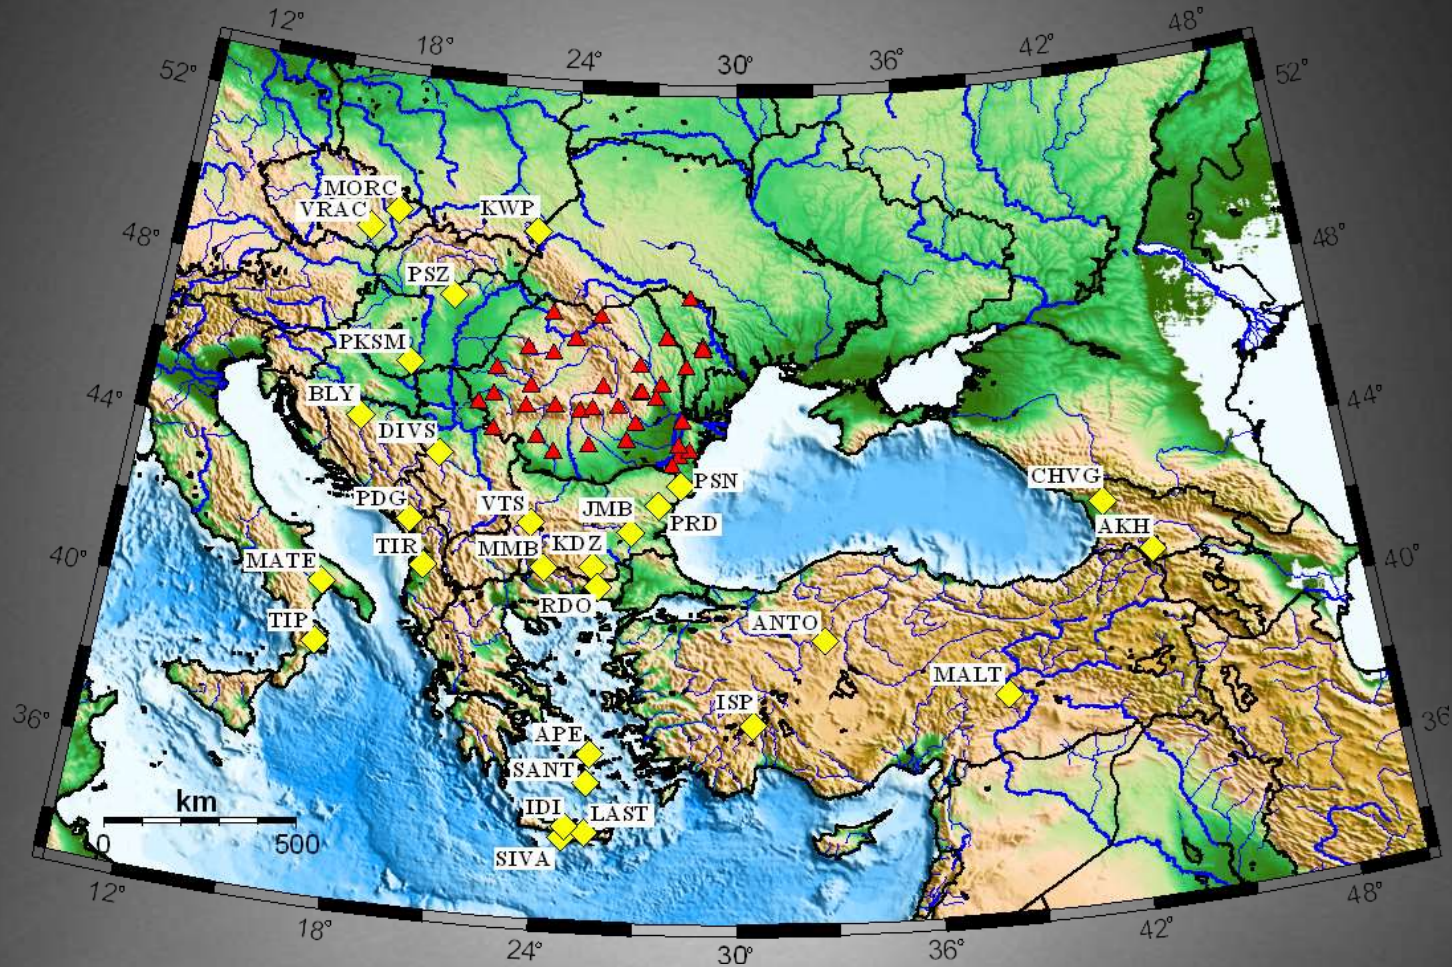 12°
18°
24°
30°
36°
42°
48°
52°
52°
MORC
VRAC
KWP
48°
48°
PSZ
PKSM
BLY
44°
44°
DIVS
CHVG
PSN
PDG
VTS
JMB
PRD
AKH
TIR
MMB
KDZ
40°
40°
MATE
RDO
TIP
ANTO
MALT
ISP
36°
36°
APE
SANT
km
IDI
LAST
0
500
SIVA
12°
18°
24°
30°
36°
42°
48°